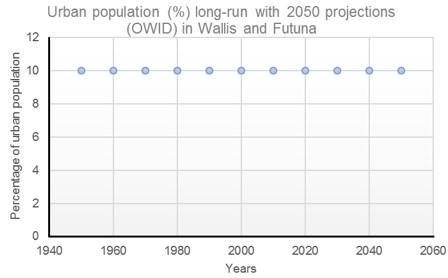 Urban population (%) long-run with 2050 projections
(OWID) in Wallis and Futuna
Percentage of urban population
12
10
8
6
4
2
0
1940 1960 1980 2000 2020 2040 2060
Years